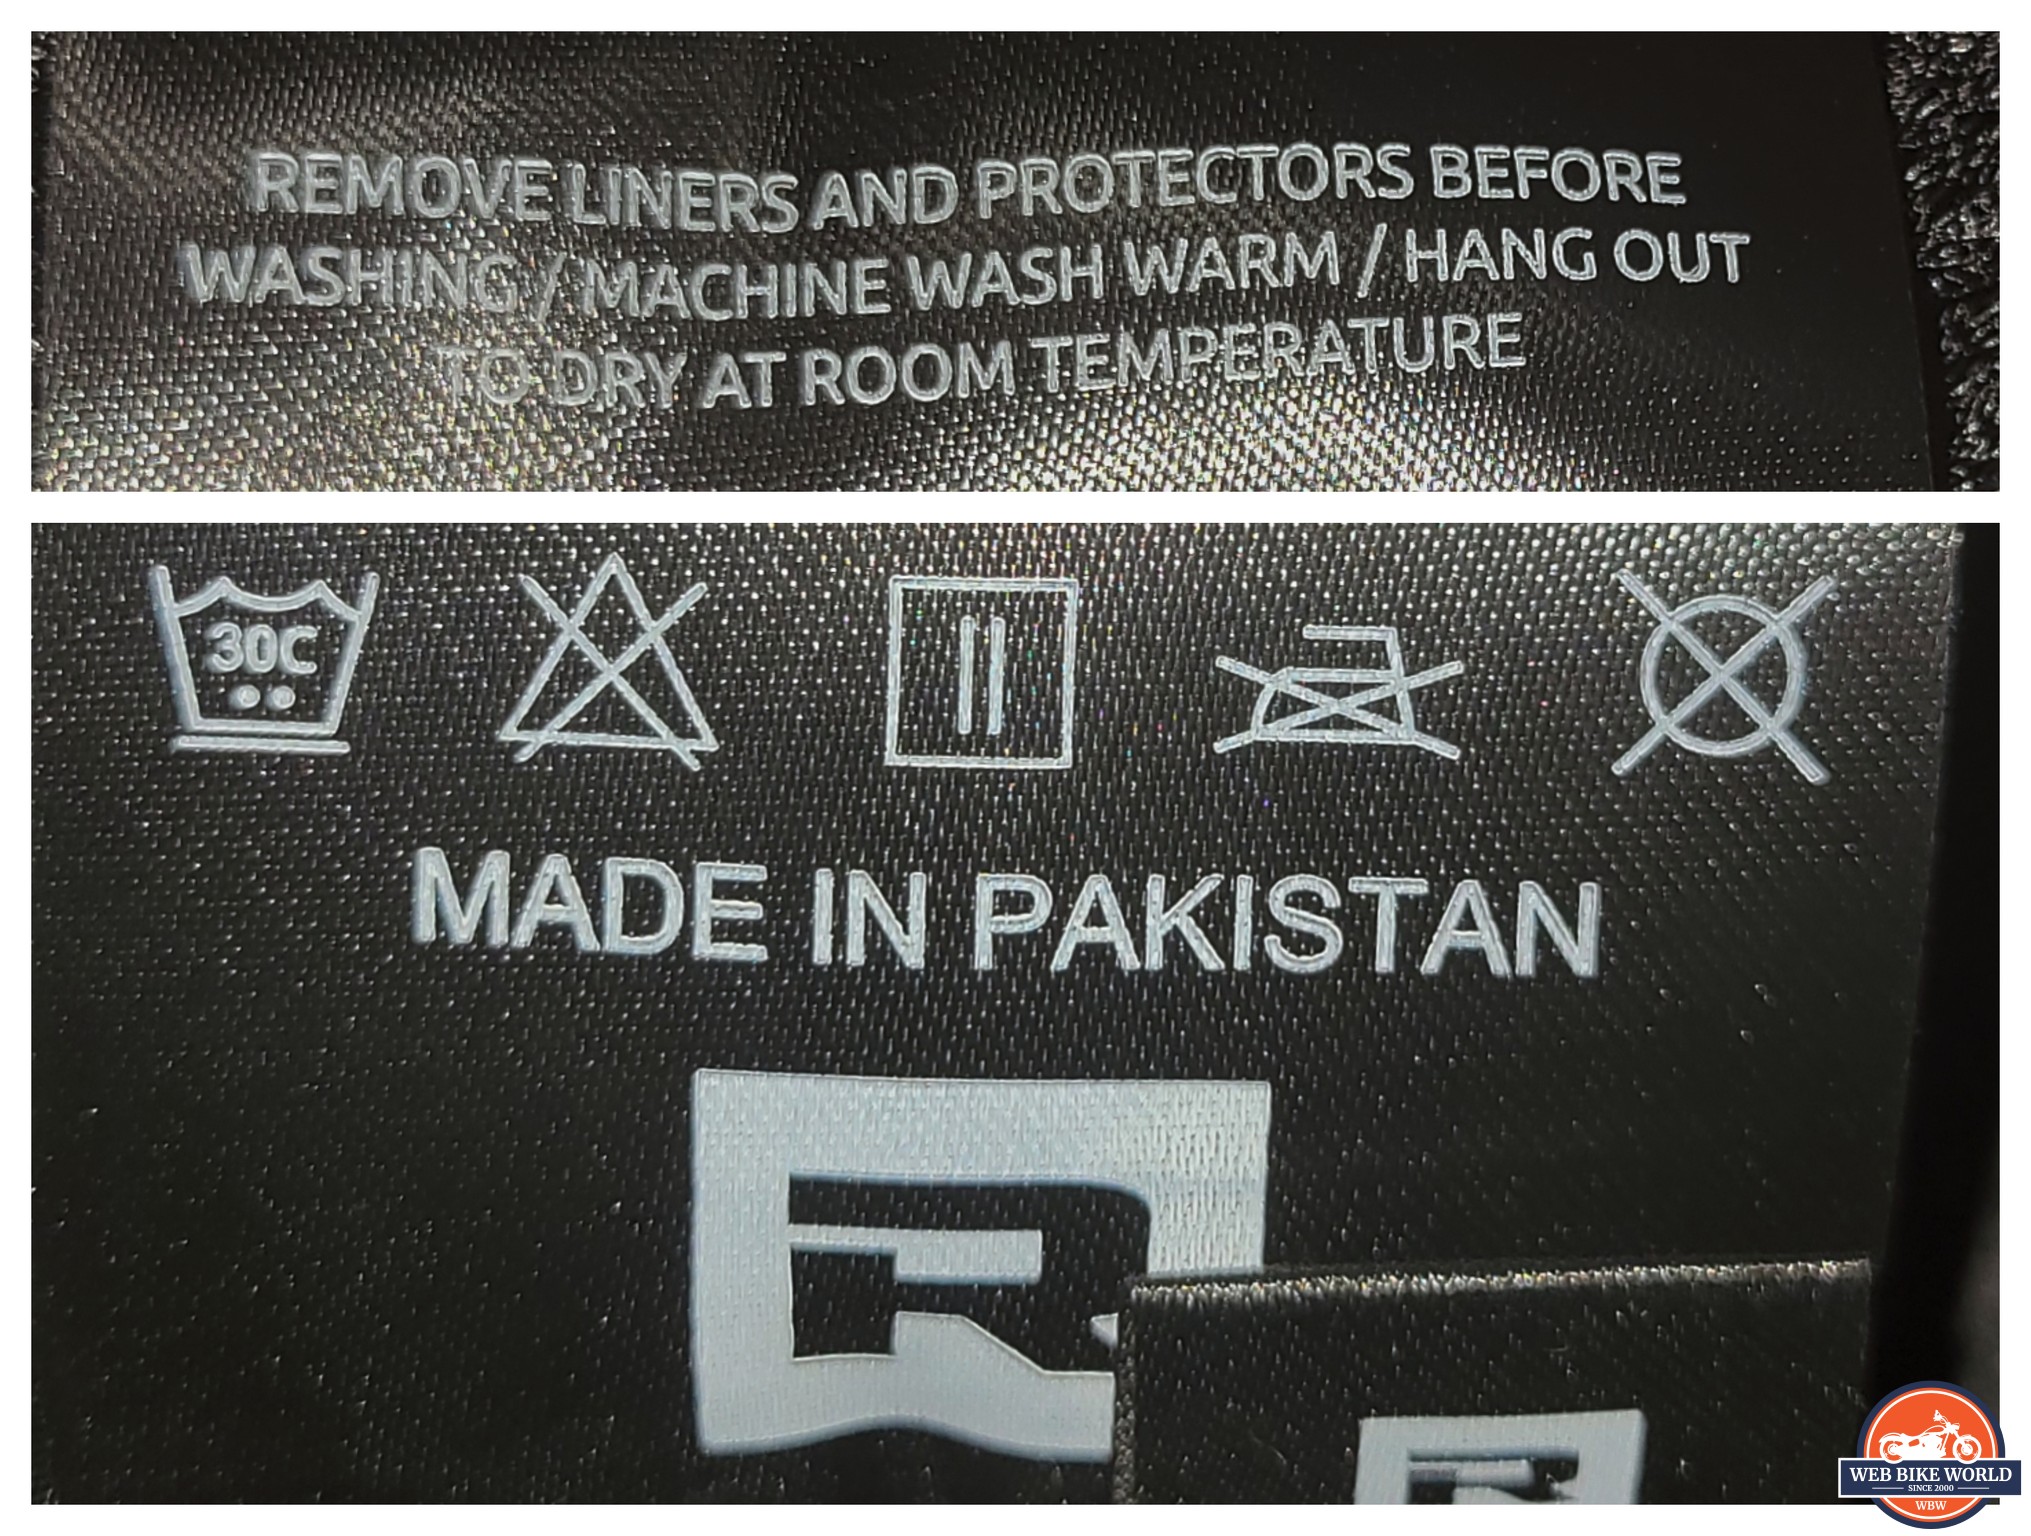 REMOVE LINERS AND PROTECTORS BEFORE
WASHING / MACHINE WASH WARM / HANG OUT
TO DRY AT ROOM TEMPERATURE
30C
MADE IN PAKISTAN
WEB BIKE WORLD
SINCE 2000
WBW